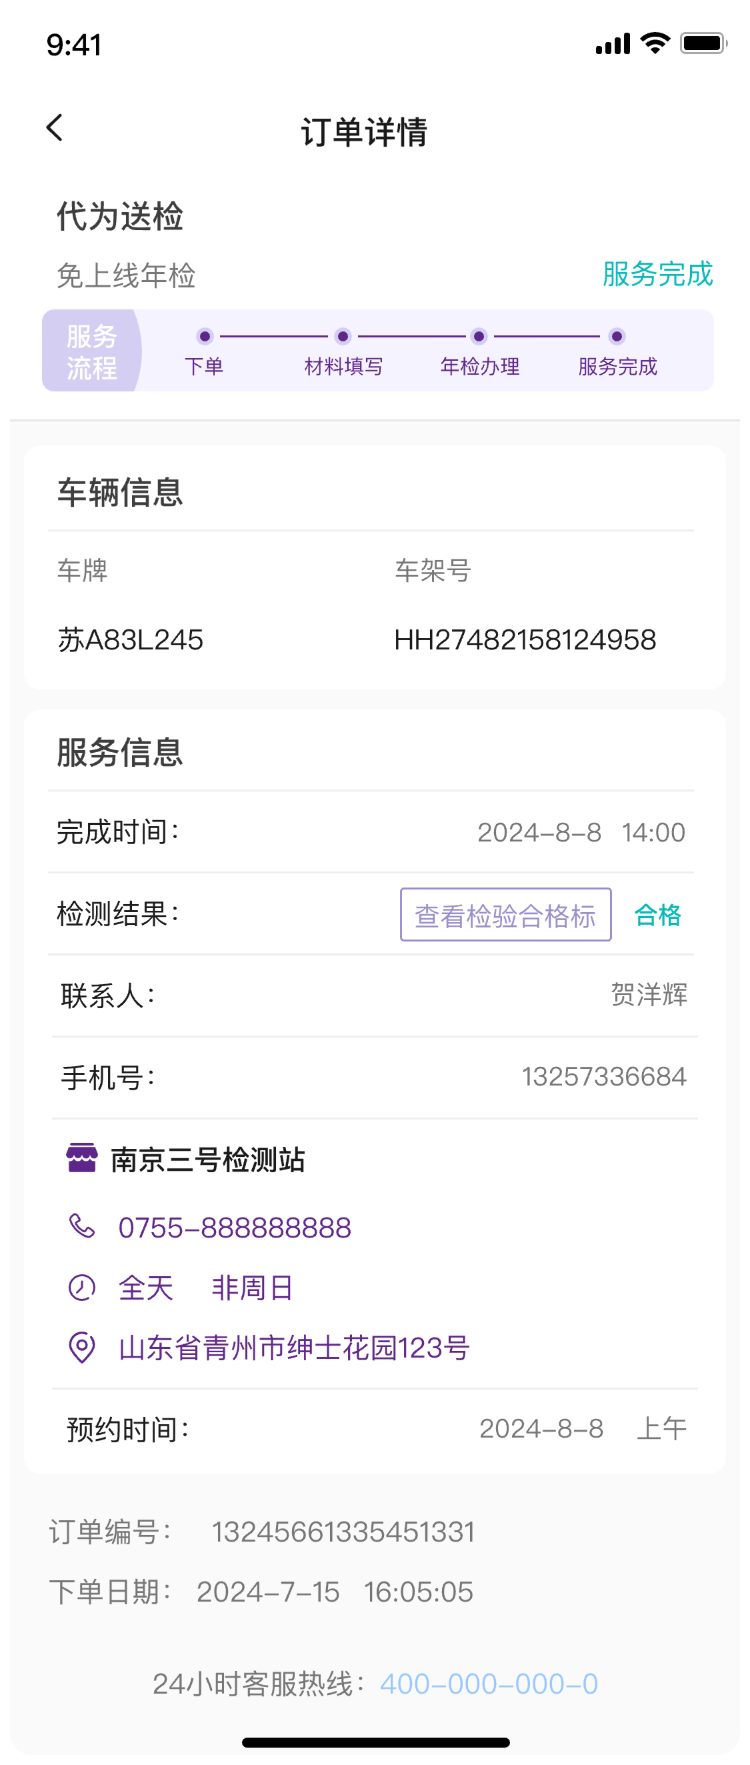 9:41
订单详情
代为送检
免上线年检 服务完成
服务流程
下单 材料填写 年检办理 服务完成
车辆信息
车牌 车架号
苏A83L245 HH27482158124958
服务信息
完成时间： 2024-8-8 14:00
检测结果： 查看检验合格标 合格
联系人： 贺洋辉
手机号： 13257336684
南京三号检测站
0755-888888888
全天 非周日
山东省青州市绅士花园123号
预约时间： 2024-8-8 上午
订单编号： 13245661335451331
下单日期： 2024-7-15 16:05:05
24小时客服热线：400-000-000-0